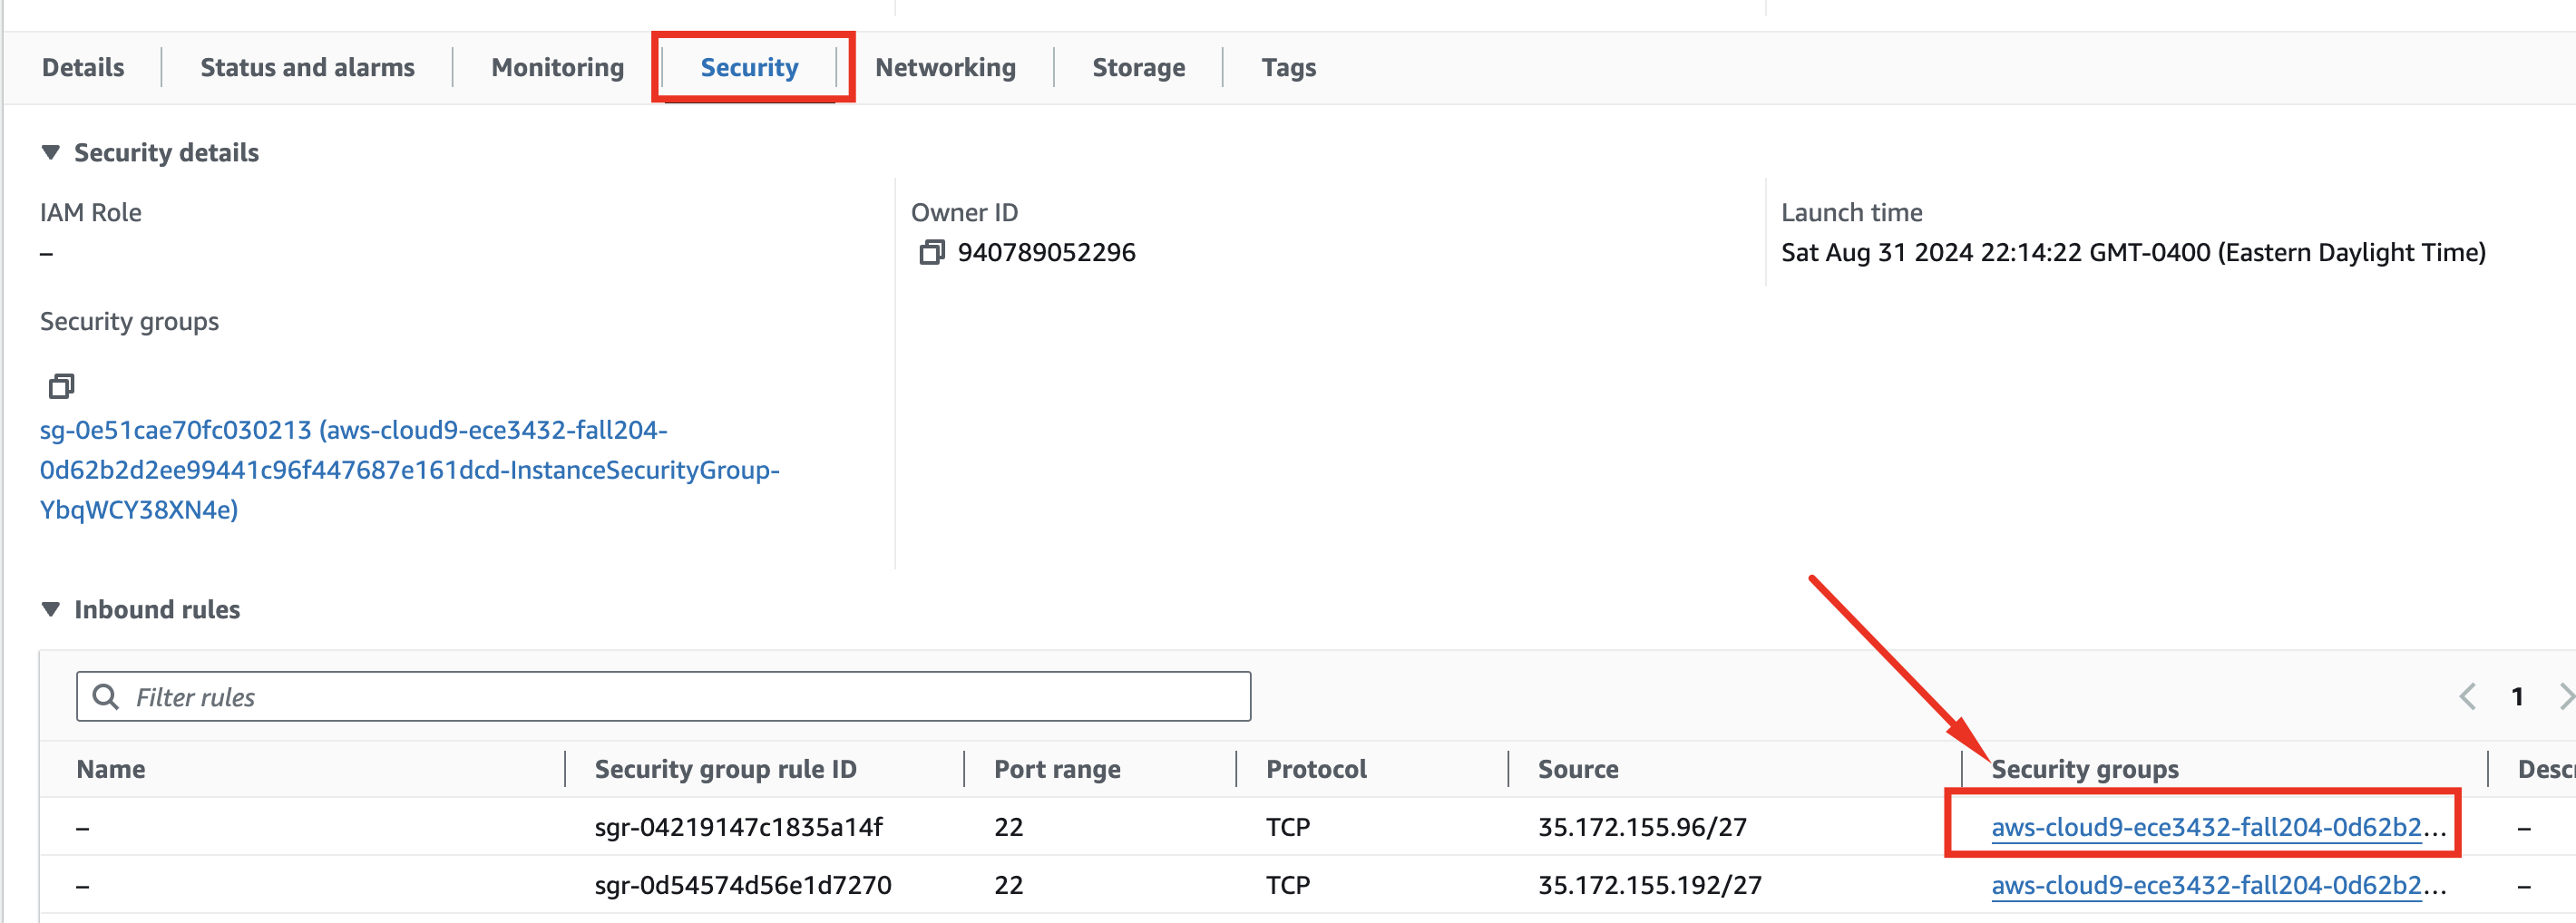 Details Status and alarms Monitoring Security Networking Storage Tags
Security details
IAM Role
–
Owner ID
940789052296
Launch time
Sat Aug 31 2024 22:14:22 GMT-0400 (Eastern Daylight Time)
Security groups
sg-0e51cae70fc030213 (aws-cloud9-ece3432-fall204-
0d62b2d2ee99441c96f447687e161dcd-InstanceSecurityGroup-
YbqWCY38XN4e)
Inbound rules
Filter rules
1
Name Security group rule ID Port range Protocol Source Security groups Desc
– sgr-04219147c1835a14f 22 TCP 35.172.155.96/27 aws-cloud9-ece3432-fall204-0d62b2... –
– sgr-0d54574d56e1d7270 22 TCP 35.172.155.192/27 aws-cloud9-ece3432-fall204-0d62b2... –